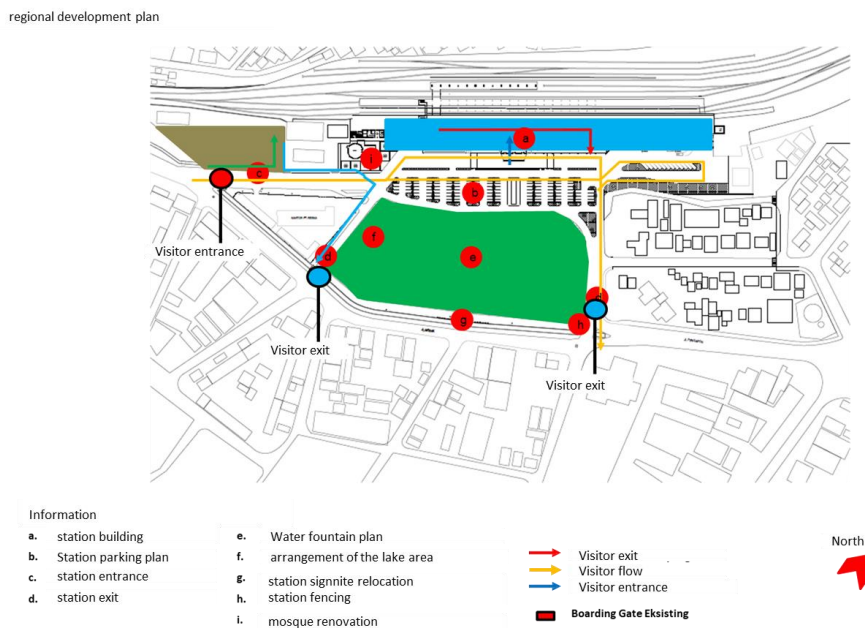 regional development plan
a
i
c
b
Visitor entrance
f
d
e
g
h
Visitor exit
Visitor exit
Information
a. station building
b. Station parking plan
c. station entrance
d. station exit
e. Water fountain plan
f. arrangement of the lake area
g. station signnite relocation
h. station fencing
i. mosque renovation
Visitor exit
Visitor flow
Visitor entrance
Boarding Gate Eksisting
North